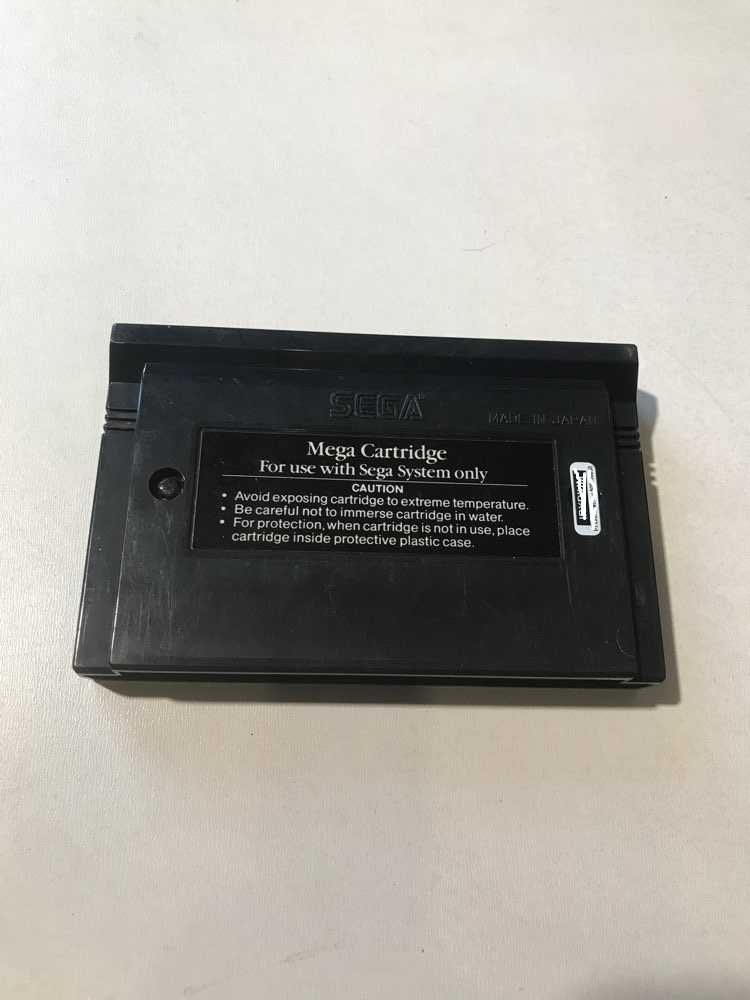 SEGA
MADE IN JAPAN
Mega Cartridge
For use with Sega System only
CAUTION
• Avoid exposing cartridge to extreme temperature.
• Be careful not to immerse cartridge in water.
• For protection, when cartridge is not in use, place
cartridge inside protective plastic case.